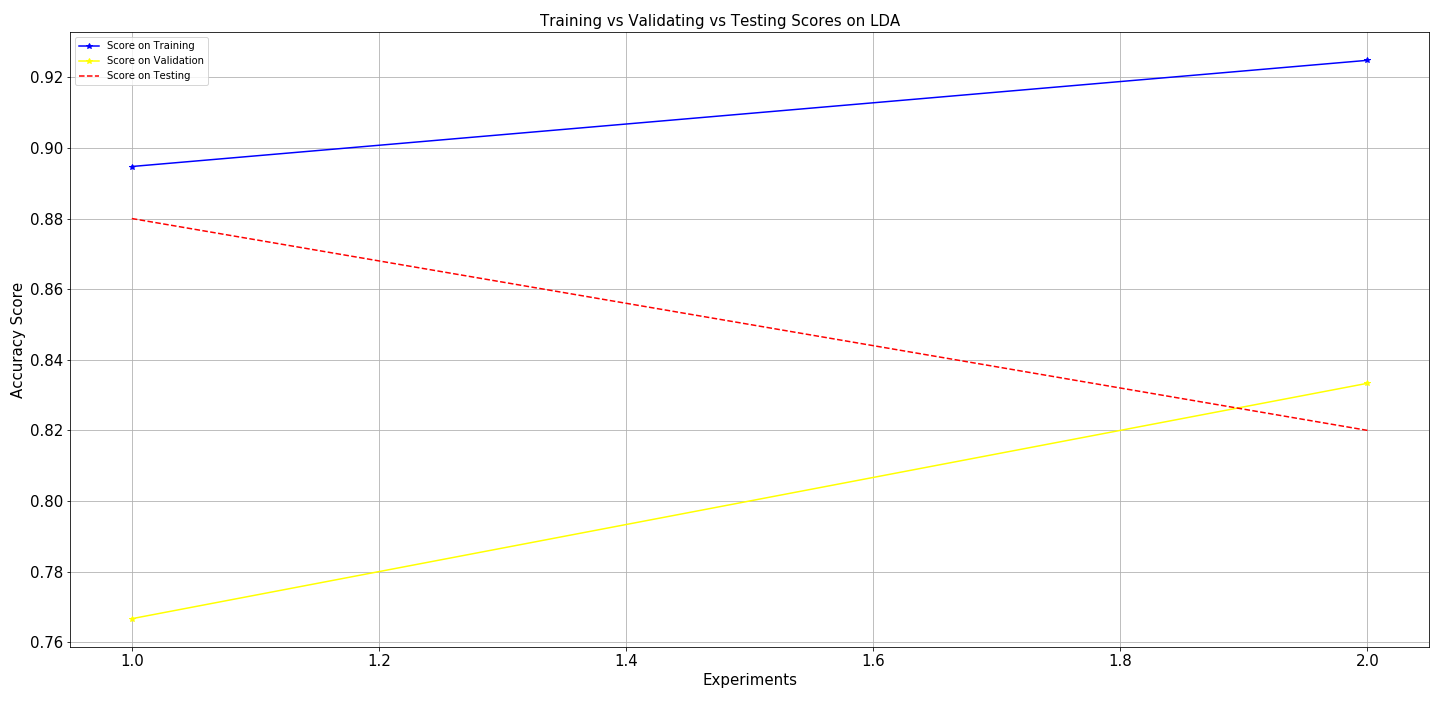 Training vs Validating vs Testing Scores on LDA
Score on Training
Score on Validation
Score on Testing
0.92
0.90
0.88
0.86
0.84
0.82
0.80
0.78
0.76
Accuracy Score
1.0 1.2 1.4 1.6 1.8 2.0
Experiments